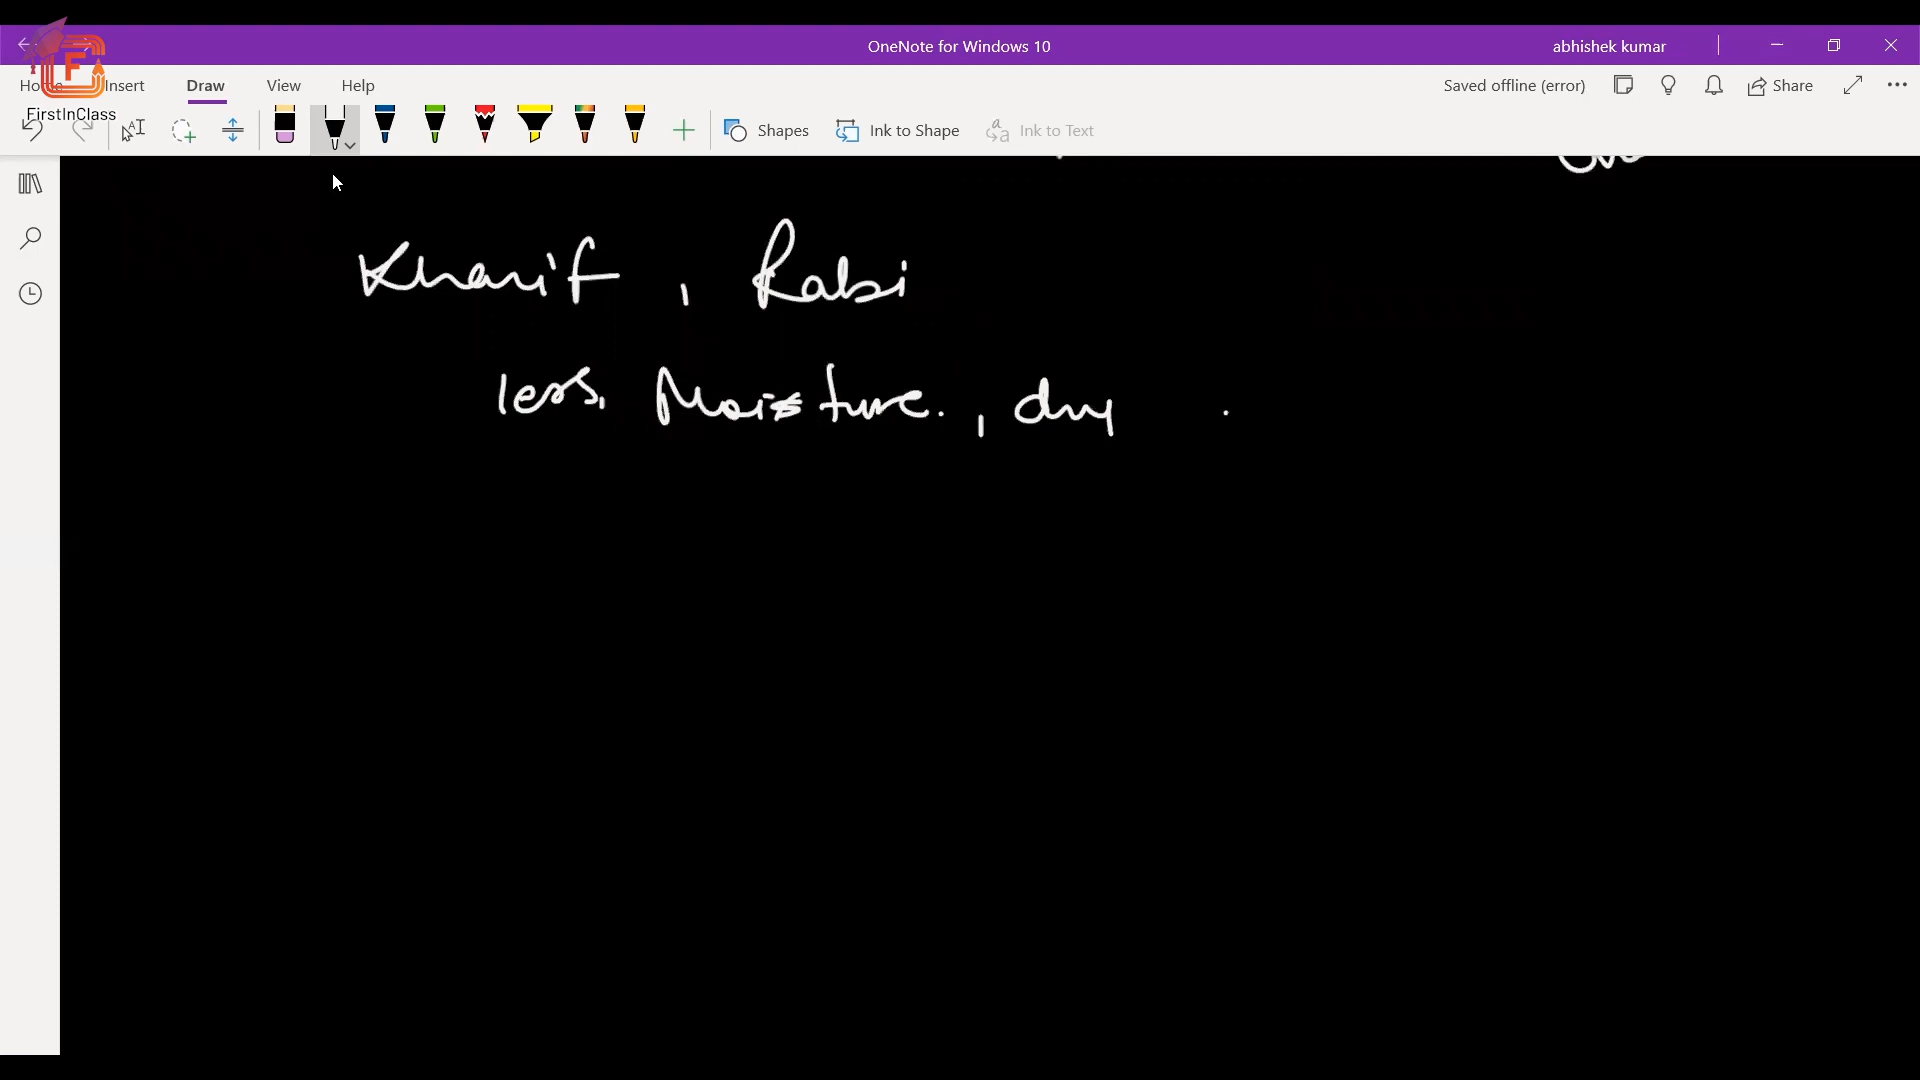 OneNote for Windows 10
abhishek kumar
Home Insert Draw View Help
Saved offline (error)
Share
FirstInClass
Shapes
Ink to Shape
Ink to Text
Kharif , Rabi
less, Moisture. , dry .